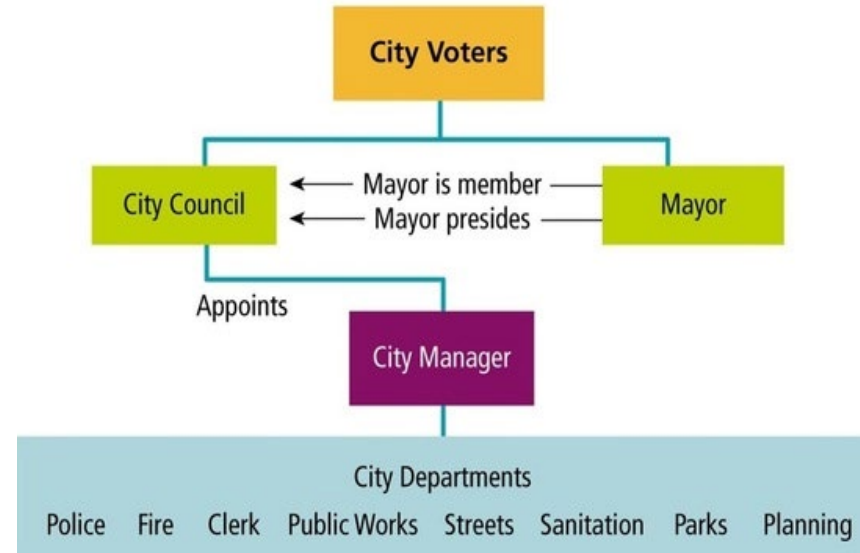 City Voters
City Council
Mayor is member
Mayor presides
Mayor
Appoints
City Manager
City Departments
Police Fire Clerk Public Works Streets Sanitation Parks Planning